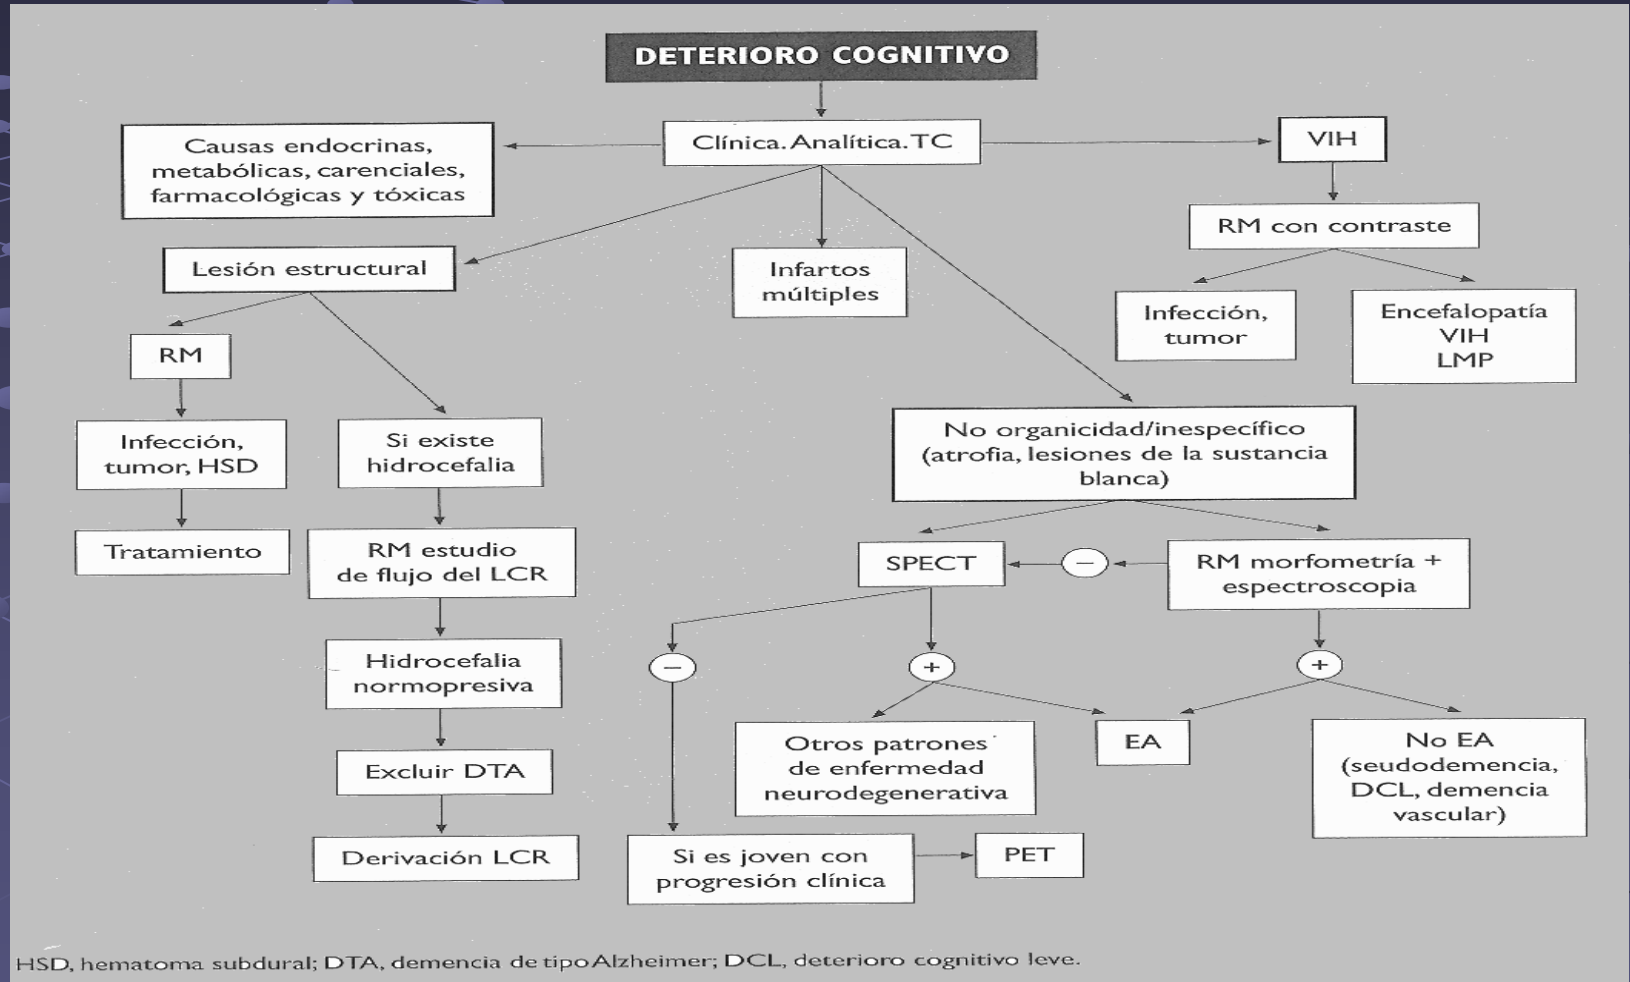 DETERIORO COGNITIVO
Causas endocrinas,
metabólicas, carenciales,
farmacológicas y tóxicas
Clínica. Analítica. TC
VIH
RM con contraste
Lesión estructural
Infartos
múltiples
Infección,
tumor
Encefalopatía
VIH
LMP
RM
Infección,
tumor, HSD
Si existe
hidrocefalia
No organicidad/inespecífico
(atrofia, lesiones de la sustancia
blanca)
Tratamiento
RM estudio
de flujo del LCR
SPECT
−
RM morfometría +
espectroscopia
Hidrocefalia
normopresiva
−
+
+
Excluir DTA
Otros patrones
de enfermedad
neurodegenerativa
EA
No EA
(seudodemencia,
DCL, demencia
vascular)
Derivación LCR
Si es joven con
progresión clínica
PET
HSD, hematoma subdural; DTA, demencia de tipo Alzheimer; DCL, deterioro cognitivo leve.